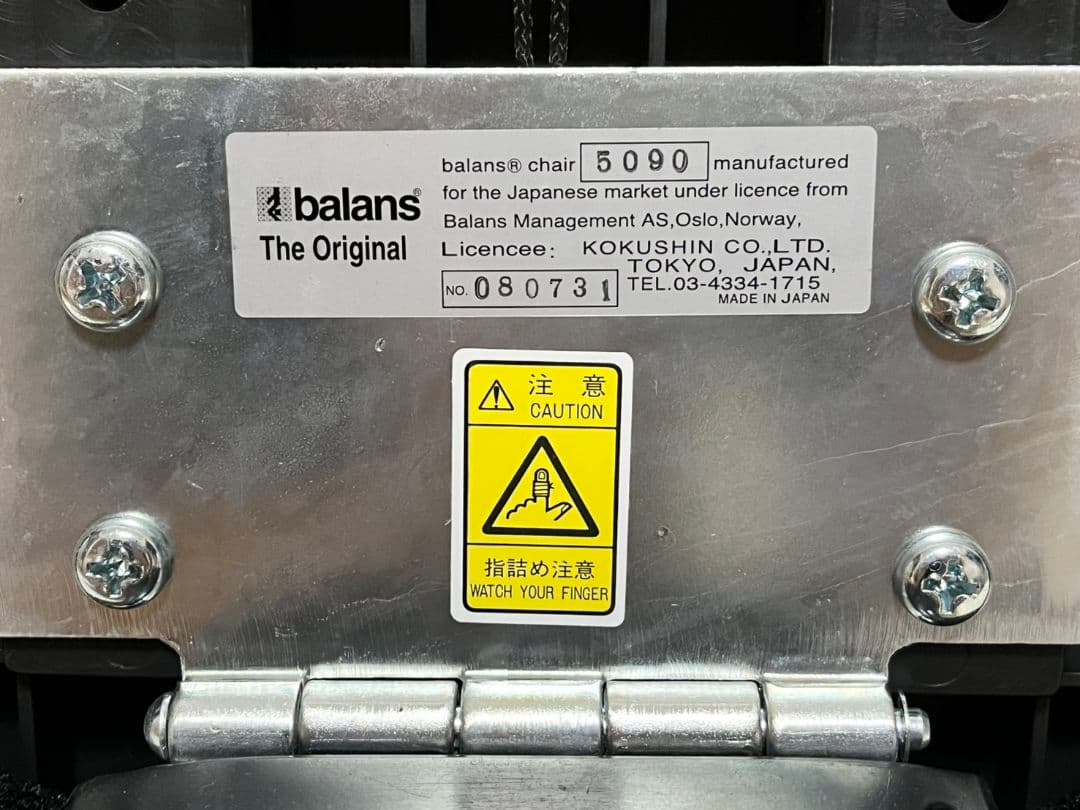 balans®
The Original
balans® chair 5090 manufactured
for the Japanese market under licence from
Balans Management AS,Oslo,Norway,
Licencee: KOKUSHIN CO.,LTD.
TOKYO, JAPAN,
NO. 080731 TEL.03-4334-1715
MADE IN JAPAN
注意
CAUTION
指詰め注意
WATCH YOUR FINGER